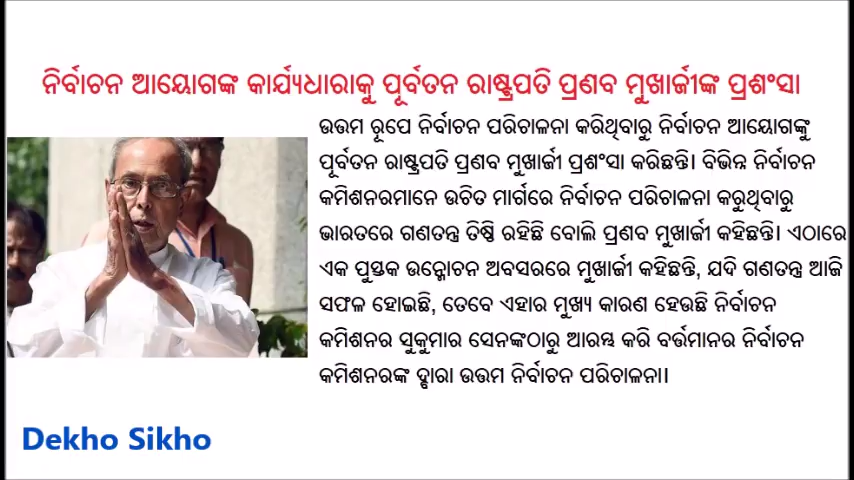 ନିର୍ବାଚନ ଆୟୋଗଙ୍କ କାର୍ଯ୍ୟଧାରାକୁ ପୂର୍ବତନ ରାଷ୍ଟ୍ରପତି ପ୍ରଣବ ମୁଖାର୍ଜୀଙ୍କ ପ୍ରଶଂସା
ଉତ୍ତମ ରୂପେ ନିର୍ବାଚନ ପରିଚାଳନା କରିଥିବାରୁ ନିର୍ବାଚନ ଆୟୋଗଙ୍କୁ
ପୂର୍ବତନ ରାଷ୍ଟ୍ରପତି ପ୍ରଣବ ମୁଖାର୍ଜୀ ପ୍ରଶଂସା କରିଛନ୍ତି। ବିଭିନ୍ନ ନିର୍ବାଚନ
କମିଶନରମାନେ ଉଚିତ ମାର୍ଗରେ ନିର୍ବାଚନ ପରିଚାଳନା କରୁଥିବାରୁ
ଭାରତରେ ଗଣତନ୍ତ୍ର ତିଷ୍ଠି ରହିଛି ବୋଲି ପ୍ରଣବ ମୁଖାର୍ଜୀ କହିଛନ୍ତି। ଏଠାରେ
ଏକ ପୁସ୍ତକ ଉନ୍ମୋଚନ ଅବସରରେ ମୁଖାର୍ଜୀ କହିଛନ୍ତି, ଯଦି ଗଣତନ୍ତ୍ର ଆଜି
ସଫଳ ହୋଇଛି, ତେବେ ଏହାର ମୁଖ୍ୟ କାରଣ ହେଉଛି ନିର୍ବାଚନ
କମିଶନର ସୁକୁମାର ସେନଙ୍କଠାରୁ ଆରମ୍ଭ କରି ବର୍ତ୍ତମାନର ନିର୍ବାଚନ
କମିଶନରଙ୍କ ଦ୍ବାରା ଉତ୍ତମ ନିର୍ବାଚନ ପରିଚାଳନା।
Dekho Sikho